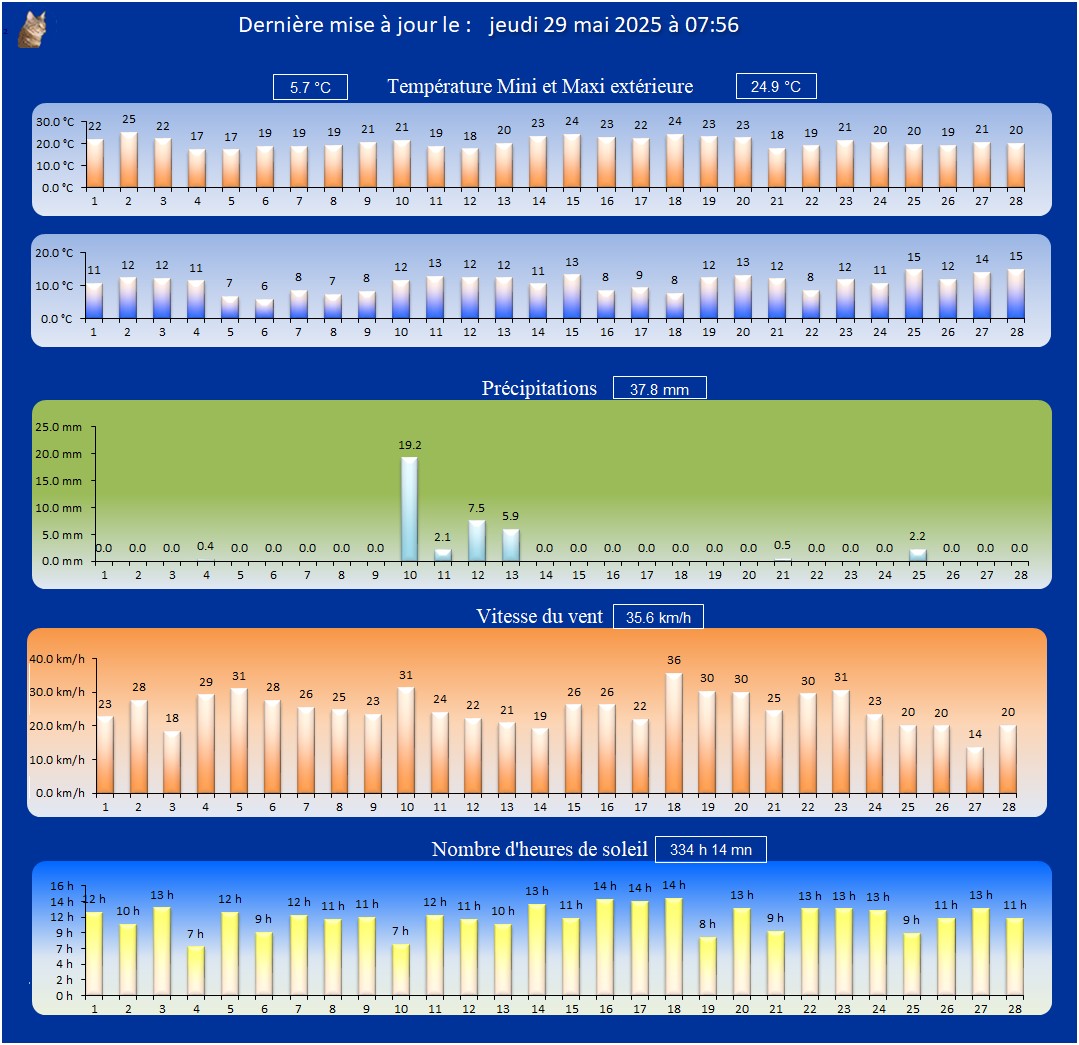 Dernière mise à jour le : jeudi 29 mai 2025 à 07:56
5.7 °C Température Mini et Maxi extérieure 24.9 °C
30.0 °C
20.0 °C
10.0 °C
0.0 °C
22 25 22 17 17 19 19 19 21 21 19 18 20 23 24 23 22 24 23 23 18 19 21 20 20 19 21 20
1 2 3 4 5 6 7 8 9 10 11 12 13 14 15 16 17 18 19 20 21 22 23 24 25 26 27 28
20.0 °C
10.0 °C
0.0 °C
11 12 12 11 7 6 8 7 8 12 13 12 12 11 13 8 9 8 12 13 12 8 12 11 15 12 14 15
1 2 3 4 5 6 7 8 9 10 11 12 13 14 15 16 17 18 19 20 21 22 23 24 25 26 27 28
Précipitations 37.8 mm
25.0 mm
20.0 mm
15.0 mm
10.0 mm
5.0 mm
0.0 mm
0.0 0.0 0.0 0.4 0.0 0.0 0.0 0.0 0.0 19.2 2.1 7.5 5.9 0.0 0.0 0.0 0.0 0.0 0.0 0.0 0.5 0.0 0.0 0.0 2.2 0.0 0.0 0.0
1 2 3 4 5 6 7 8 9 10 11 12 13 14 15 16 17 18 19 20 21 22 23 24 25 26 27 28
Vitesse du vent 35.6 km/h
40.0 km/h
30.0 km/h
20.0 km/h
10.0 km/h
0.0 km/h
23 28 18 29 31 28 26 25 23 31 24 22 21 19 26 26 22 36 30 30 25 30 31 23 20 20 14 20
1 2 3 4 5 6 7 8 9 10 11 12 13 14 15 16 17 18 19 20 21 22 23 24 25 26 27 28
Nombre d'heures de soleil 334 h 14 mn
16 h
14 h
12 h
9 h
7 h
4 h
2 h
0 h
12 h 10 h 13 h 7 h 12 h 9 h 12 h 11 h 11 h 7 h 12 h 11 h 10 h 13 h 11 h 14 h 14 h 14 h 8 h 13 h 9 h 13 h 13 h 13 h 9 h 11 h 13 h 11 h
1 2 3 4 5 6 7 8 9 10 11 12 13 14 15 16 17 18 19 20 21 22 23 24 25 26 27 28